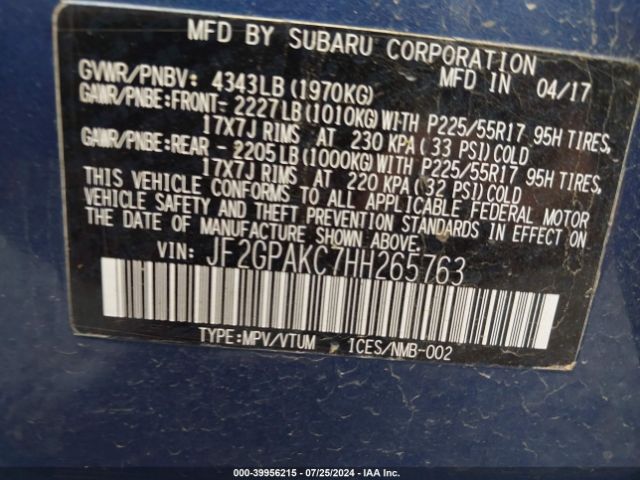 MFD BY SUBARU CORPORATION
GVWR/PNBV: 4343LB(1970KG) MFD IN 04/17
GAWR/PNBE:FRONT- 2227LB(1010KG)WITH P225/55R17 95H TIRES,
17X7J RIMS AT 230 KPA(33 PSI)COLD
GAWR/PNBE:REAR - 2205LB(1000KG)WITH P225/55R17 95H TIRES,
17X7J RIMS AT 220 KPA(32 PSI)COLD
THIS VEHICLE CONFORMS TO ALL APPLICABLE FEDERAL MOTOR
VEHICLE SAFETY AND THEFT PREVENTION STANDARDS IN EFFECT ON
THE DATE OF MANUFACTURE SHOWN ABOVE.
VIN: JF2GPAKC7HH265763
TYPE:MPV/VTUM ICES/NMB-002
(USD-39956215 - 07/25/2024 - IAA Inc.)